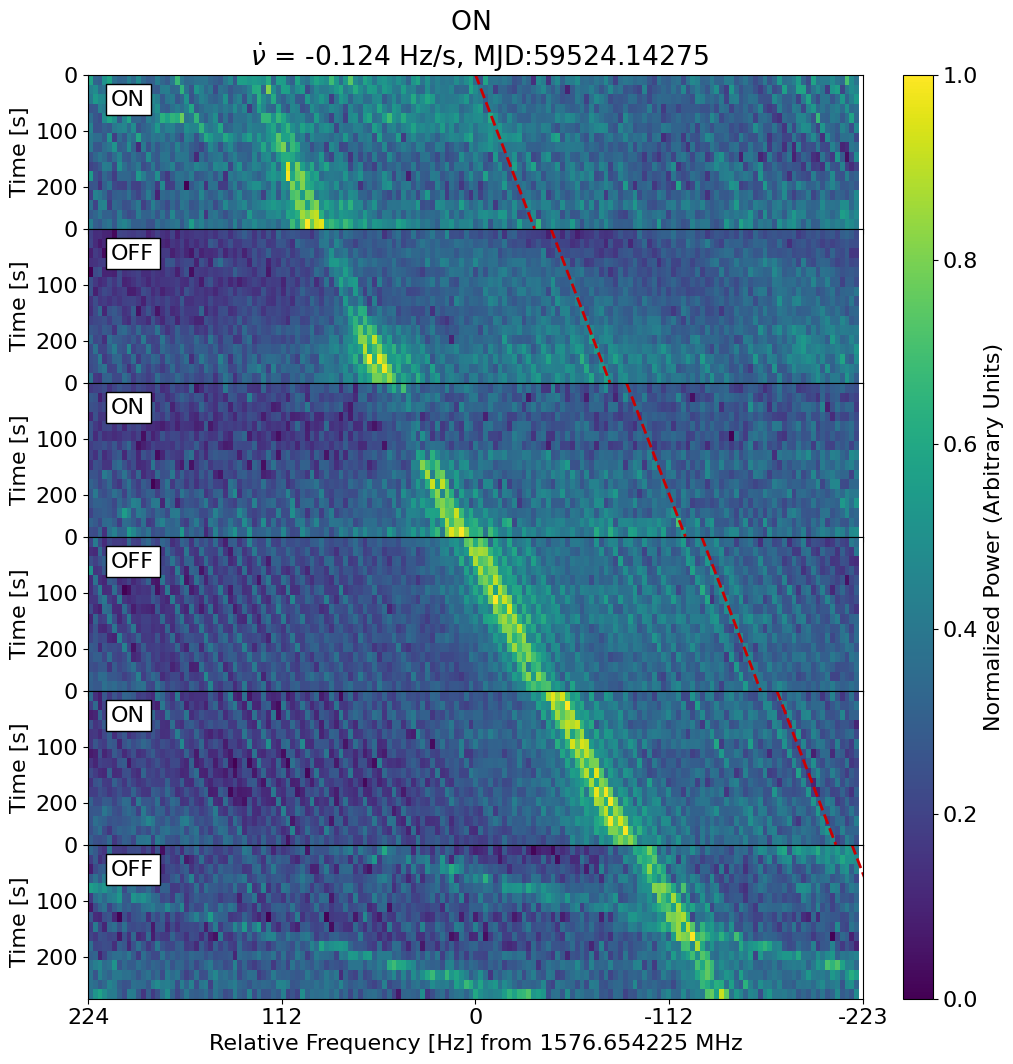 ON
ν̇ = -0.124 Hz/s, MJD:59524.14275
ON
OFF
ON
OFF
ON
OFF
0
100
200
0
100
200
0
100
200
0
100
200
0
100
200
0
100
200
Time [s]
Time [s]
Time [s]
Time [s]
Time [s]
Time [s]
224
112
0
-112
-223
Relative Frequency [Hz] from 1576.654225 MHz
1.0
0.8
0.6
0.4
0.2
0.0
Normalized Power (Arbitrary Units)